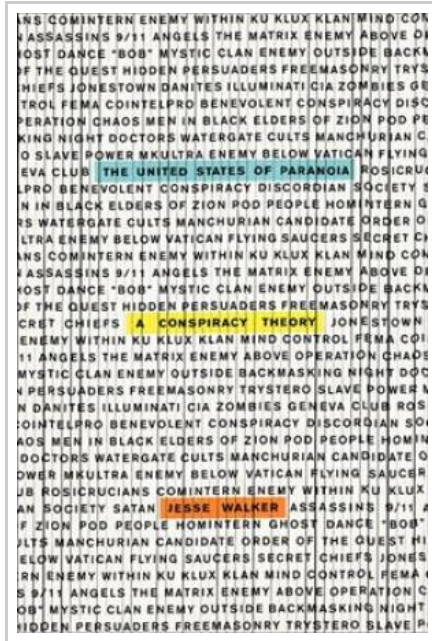 NS COMINTERN ENEMY WITHIN KU KLUX KLAN MIND CON
ASSASSINS 9/11 ANGELS THE MATRIX ENEMY ABOVE O
OST DANCE "BOB" MYSTIC CLAN ENEMY OUTSIDE BACKM
OF THE QUEST HIDDEN PERSUADERS FREEMASONRY TRYS
HIEFS JONESTOWN DANITES ILLUMINATI CIA ZOMBIES GE
TROL FEMA COINTELPRO BENEVOLENT CONSPIRACY DISC
PERATION CHAOS MEN IN BLACK ELDERS OF ZION POD PE
KING NIGHT DOCTORS WATERGATE CULTS MANCHURIAN C
O SLAVE POWER MKULTRA ENEMY BELOW VATICAN FLYING
EVA CLUB THE UNITED STATES OF PARANOIA ROSICRUC
LPRO BENEVOLENT CONSPIRACY DISCORDIAN SOCIETY S
N IN BLACK ELDERS OF ZION POD PEOPLE HOMINTERN G
RS WATERGATE CULTS MANCHURIAN CANDIDATE ORDER O
LTRA ENEMY BELOW VATICAN FLYING SAUCERS SECRET C
NS COMINTERN ENEMY WITHIN KU KLUX KLAN MIND CON
ASSASSINS 9/11 ANGELS THE MATRIX ENEMY ABOVE O
OST DANCE "BOB" MYSTIC CLAN ENEMY OUTSIDE BACKM
OF THE QUEST HIDDEN PERSUADERS FREEMASONRY TRYS
CRET CHIEFS A CONSPIRACY THEORY JONESTOWN
ENEMY WITHIN KU KLUX KLAN MIND CONTROL FEMA COI
11 ANGELS THE MATRIX ENEMY ABOVE OPERATION CHAOS
MYSTIC CLAN ENEMY OUTSIDE BACKMASKING NIGHT DOC
N PERSUADERS FREEMASONRY TRYSTERO SLAVE POWER M
N DANITES ILLUMINATI CIA ZOMBIES GENEVA CLUB ROS
OINTELPRO BENEVOLENT CONSPIRACY DISCORDIAN SO
AOS MEN IN BLACK ELDERS OF ZION POD PEOPLE HOMIN
DOCTORS WATERGATE CULTS MANCHURIAN CANDIDATE O
OWER MKULTRA ENEMY BELOW VATICAN FLYING SAUCER
UB ROSICRUCIANS COMINTERN ENEMY WITHIN KU KLUX
AN SOCIETY SATAN JESSE WALKER ASSASSINS 9/11 A
F ZION POD PEOPLE HOMINTERN GHOST DANCE "BOB"
ULTS MANCHURIAN CANDIDATE ORDER OF THE QUEST HI
ELOW VATICAN FLYING SAUCERS SECRET CHIEFS JONES
RN ENEMY WITHIN KU KLUX KLAN MIND CONTROL FEMA
S 9/11 ANGELS THE MATRIX ENEMY ABOVE OPERATION
OB" MYSTIC CLAN ENEMY OUTSIDE BACKMASKING NIGHT
IDDEN PERSUADERS FREEMASONRY TRYSTERO SLAVE P